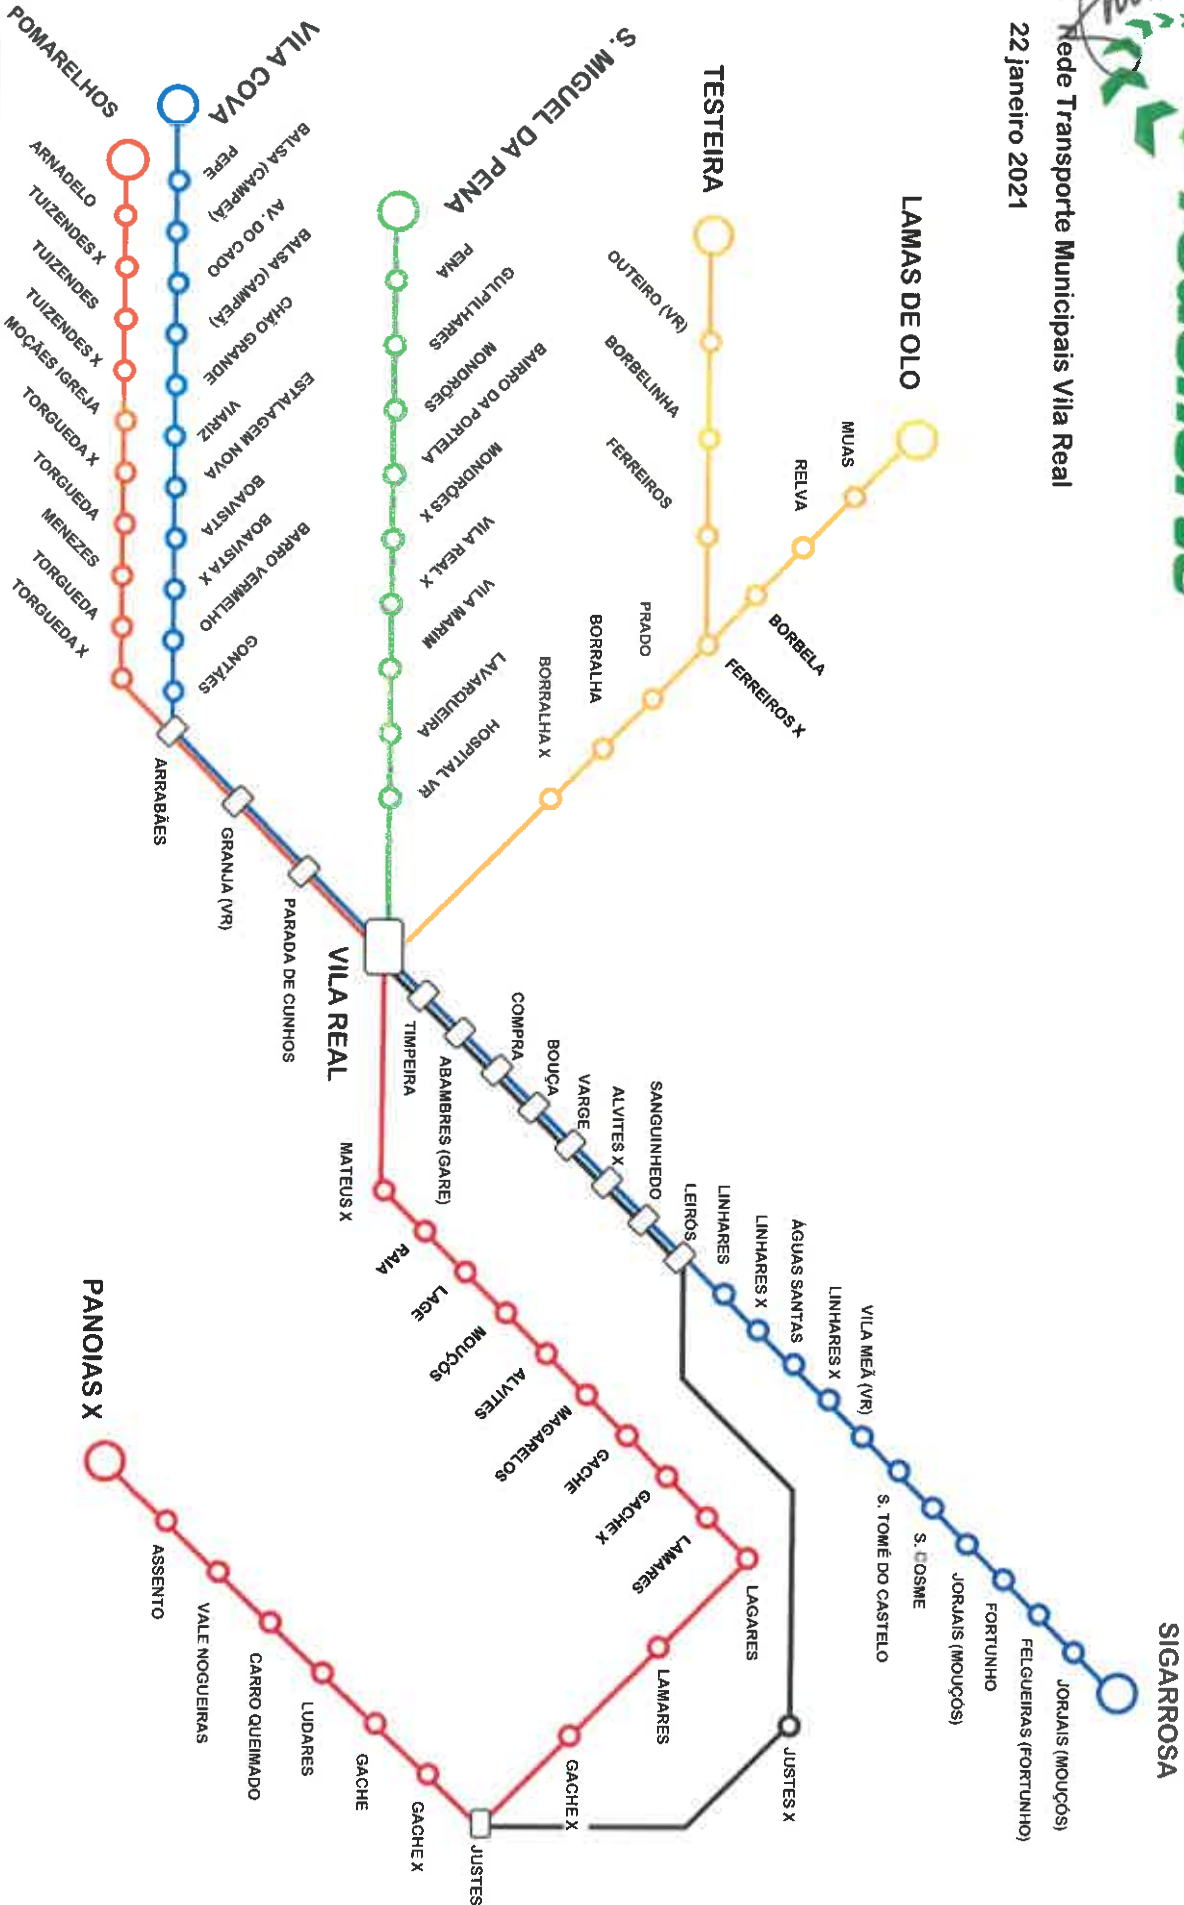 Rede Transporte Municipais Vila Real
22 janeiro 2021
SIGARROSA
JORJAIS (MOUÇÓS)
FELGUEIRAS (FORTUNHO)
FORTUNHO
JORJAIS (MOUÇÓS)
S. COSME
S. TOMÉ DO CASTELO
VILA MEÃ (VR)
LINHARES X
ÁGUAS SANTAS
LINHARES X
LINHARES
LEIRÓS
SANGUINHEDO
ALVITES X
VARGE
BOUÇA
COMPRA
ABAMBRES (GARE)
TIMPEIRA
LAMAS DE OLO
MUAS
RELVA
BORBELA
FERREIROS X
TESTEIRA
OUTEIRO (VR)
BORBELINHA
FERREIROS
PRADO
BORRALHA
BORRALHA X
S. MIGUEL DA PENA
PENA
GULPILHARES
MONDRÕES
BAIRRO DA PORTELA
MONDRÕES X
VILA REAL X
VILA MARIM
LAVARQUEIRA
HOSPITAL VR
VILA REAL
VILA COVA
PEPE
BALSA (CAMPEÃ)
AV. DO CADO
BALSA (CAMPEÃ)
CHÃO GRANDE
VIARIZ
ESTALAGEM NOVA
BOAVISTA
BOAVISTA X
BARRO VERMELHO
GONTÃES
ARRABÃES
GRANJA (VR)
PARADA DE CUNHOS
POMARELHOS
ARNADELO
TUIZENDES X
TUIZENDES
TUIZENDES X
MOÇÃES IGREJA
TORGUEDA X
TORGUEDA
MENEZES
TORGUEDA
TORGUEDA X
MATEUS X
RAIA
LAGE
MOUÇÓS
ALVITES
MAGARELOS
GACHE
GACHE X
LAMARES
LAGARES
LAMARES
GACHE X
JUSTES X
JUSTES
GACHE X
GACHE
LUDARES
CARRO QUEIMADO
VALE NOGUEIRAS
ASSENTO
PANOIAS X